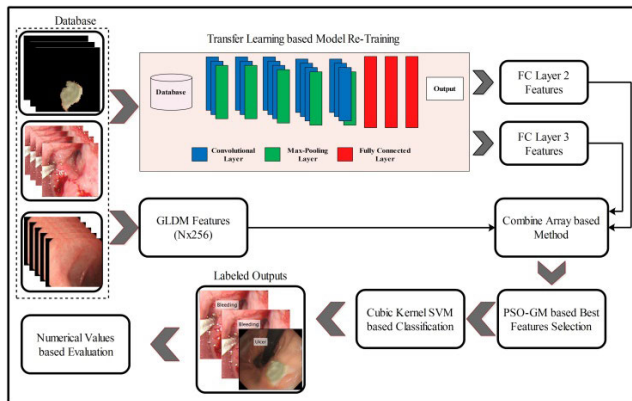 Database
Transfer Learning based Model Re-Training
Database
Output
Convolutional
Layer
Max-Pooling
Layer
Fully Connected
Layer
FC Layer 2
Features
FC Layer 3
Features
GLDM Features
(Nx256)
Combine Array based
Method
Labeled Outputs
Bleeding
Bleeding
Ulcer
Numerical Values
based Evaluation
Cubic Kernel SVM
based Classification
PSO-GM based Best
Features Selection